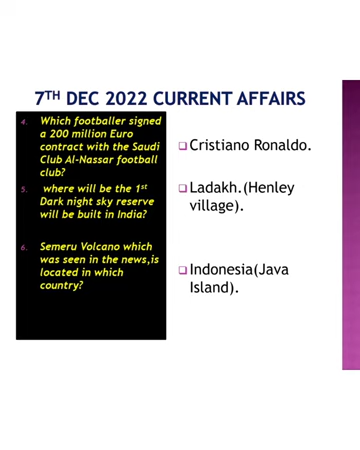 7TH DEC 2022 CURRENT AFFAIRS
4. Which footballer signed
a 200 million Euro
contract with the Saudi
Club Al-Nassar football
club?
5. where will be the 1st
Dark night sky reserve
will be built in India?
6. Semeru Volcano which
was seen in the news,is
located in which
country?
Cristiano Ronaldo.
Ladakh.(Henley
village).
Indonesia(Java
Island).